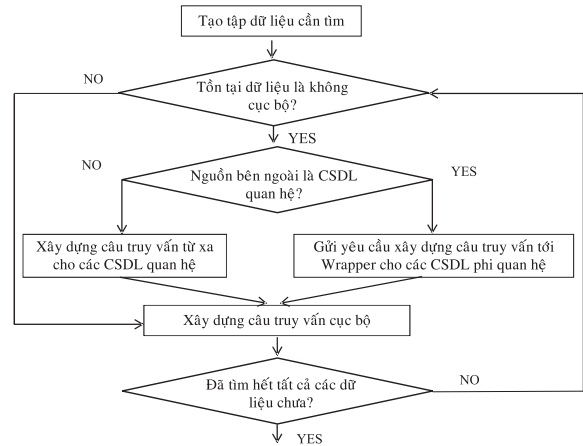 Tạo tập dữ liệu cần tìm
NO
Tồn tại dữ liệu là không
cục bộ?
YES
NO
Nguồn bên ngoài là CSDL
quan hệ?
YES
Xây dựng câu truy vấn từ xa
cho các CSDL quan hệ
Gửi yêu cầu xây dựng câu truy vấn tới
Wrapper cho các CSDL phi quan hệ
Xây dựng câu truy vấn cục bộ
Đã tìm hết tất cả các dữ
liệu chưa?
NO
YES